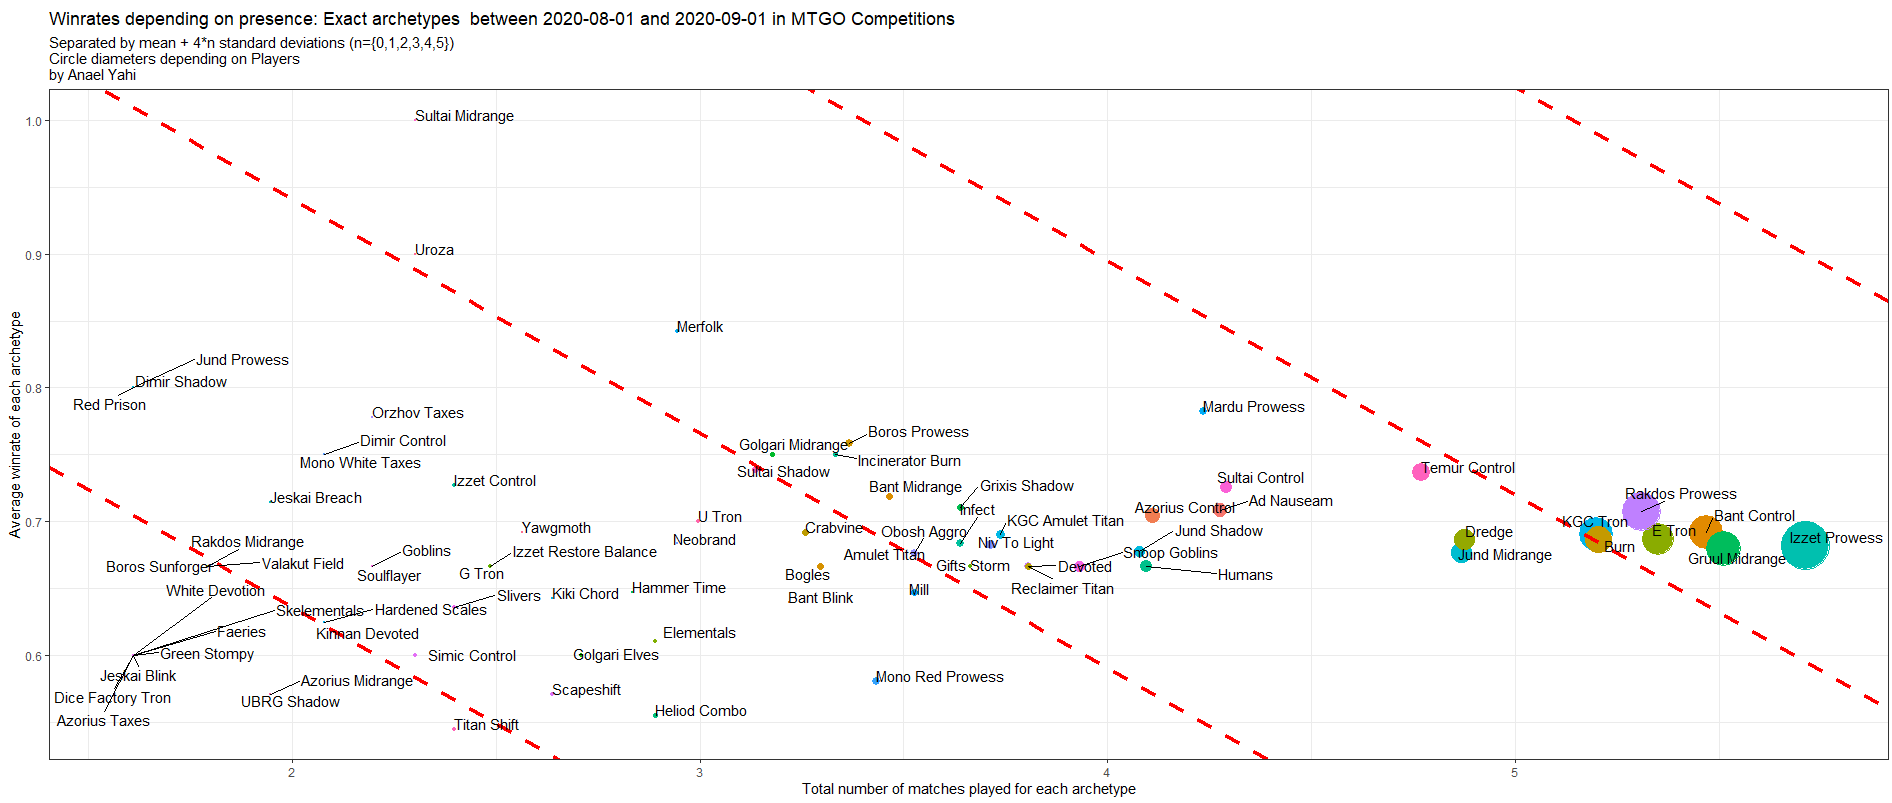 Winrates depending on presence: Exact archetypes  between 2020-08-01 and 2020-09-01 in MTGO Competitions
Separated by mean + 4*n standard deviations (n={0,1,2,3,4,5})
Circle diameters depending on Players
by Anael Yahi
Average winrate of each archetype
1.0
0.9
0.8
0.7
0.6
Sultai Midrange
Uroza
Merfolk
Jund Prowess
Dimir Shadow
Red Prison
Orzhov Taxes
Mardu Prowess
Dimir Control
Mono White Taxes
Boros Prowess
Golgari Midrange
Incinerator Burn
Sultai Shadow
Temur Control
Izzet Control
Bant Midrange
Grixis Shadow
Sultai Control
Jeskai Breach
Ad Nauseam
Rakdos Prowess
Infect
Azorius Control
U Tron
KGC Amulet Titan
KGC Tron
Bant Control
Yawgmoth
Crabvine
Obosh Aggro
Jund Shadow
Dredge
E Tron
Neobrand
Niv To Light
Izzet Prowess
Rakdos Midrange
Goblins
Izzet Restore Balance
Amulet Titan
Snoop Goblins
Jund Midrange
Burn
Gruul Midrange
Boros Sunforger
Valakut Field
Soulflayer
G Tron
Bogles
Gifts Storm
Devoted
Humans
White Devotion
Slivers
Kiki Chord
Hammer Time
Bant Blink
Mill
Reclaimer Titan
Skelementals
Hardened Scales
Faeries
Kinnan Devoted
Elementals
Green Stompy
Simic Control
Golgari Elves
Jeskai Blink
Azorius Midrange
Mono Red Prowess
Dice Factory Tron
UBRG Shadow
Scapeshift
Azorius Taxes
Titan Shift
Heliod Combo
2
3
4
5
Total number of matches played for each archetype